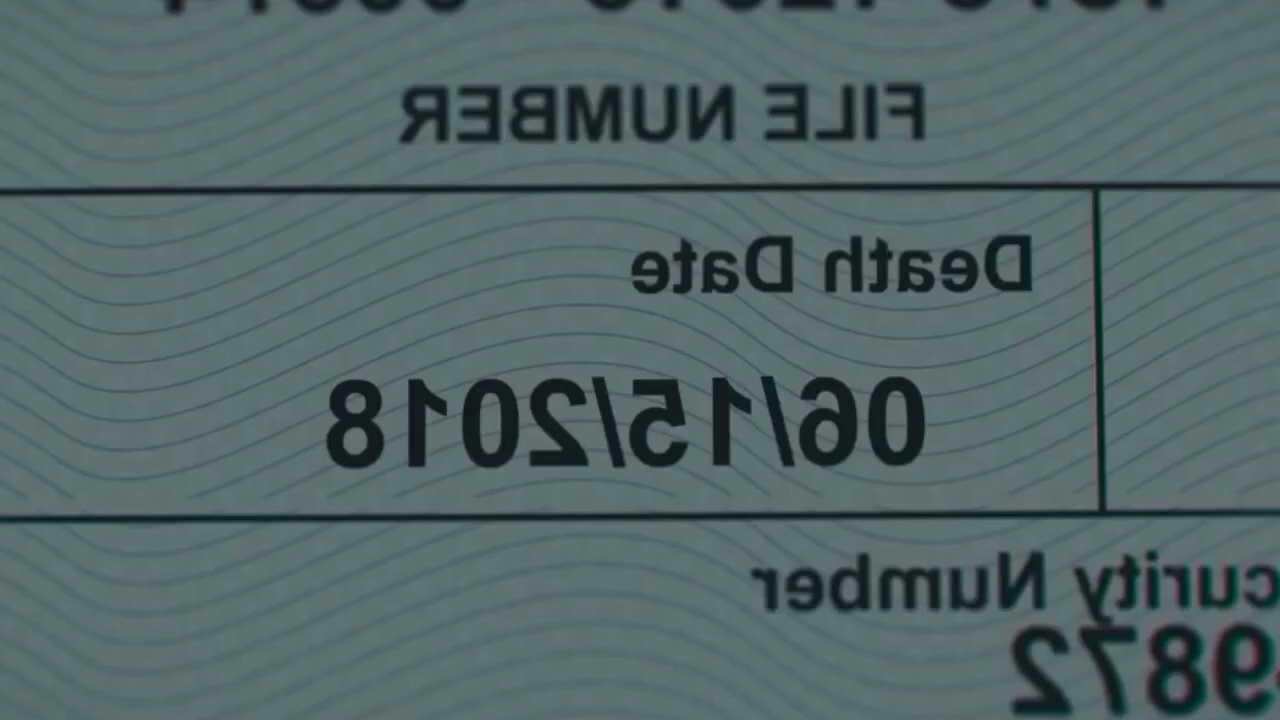 FILE NUMBER
Death Date
06/15/2018
curity Number
9872